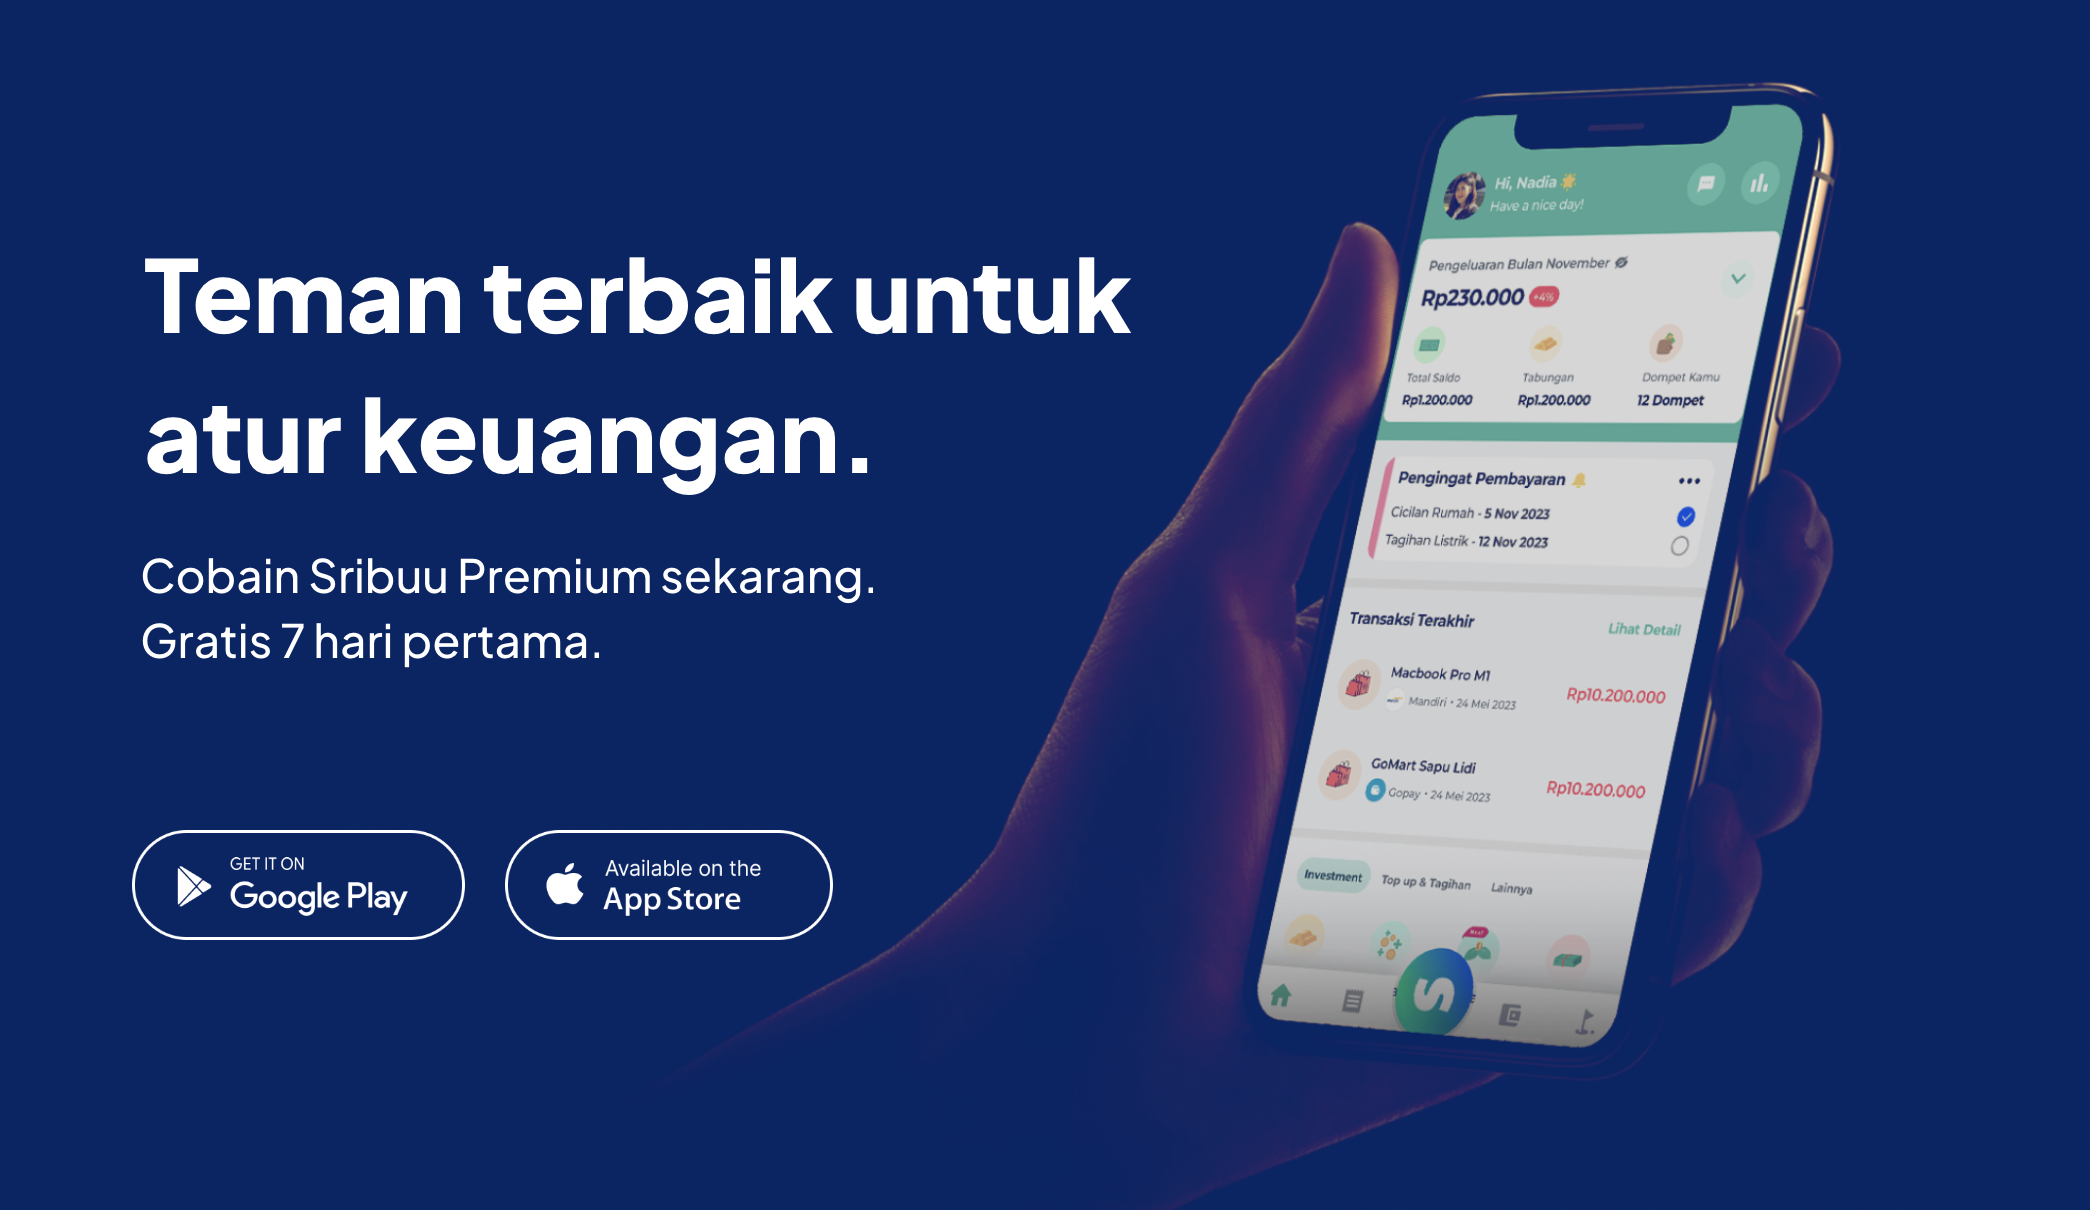 Teman terbaik untuk
atur keuangan.
Cobain Sribuu Premium sekarang.
Gratis 7 hari pertama.
GET IT ON
Google Play
Available on the
App Store
Hi, Nadia
Have a nice day!
Pengeluaran Bulan November
Rp230.000 +4%
Total Saldo Tabungan Dompet Kamu
Rp1.200.000 Rp1.200.000 12 Dompet
Pengingat Pembayaran
Cicilan Rumah - 5 Nov 2023
Tagihan Listrik - 12 Nov 2023
Transaksi Terakhir Lihat Detail
Macbook Pro M1 Rp10.200.000
Mandiri • 24 Mei 2023
GoMart Sapu Lidi Rp10.200.000
Gopay • 24 Mei 2023
Investment Top up & Tagihan Lainnya
S